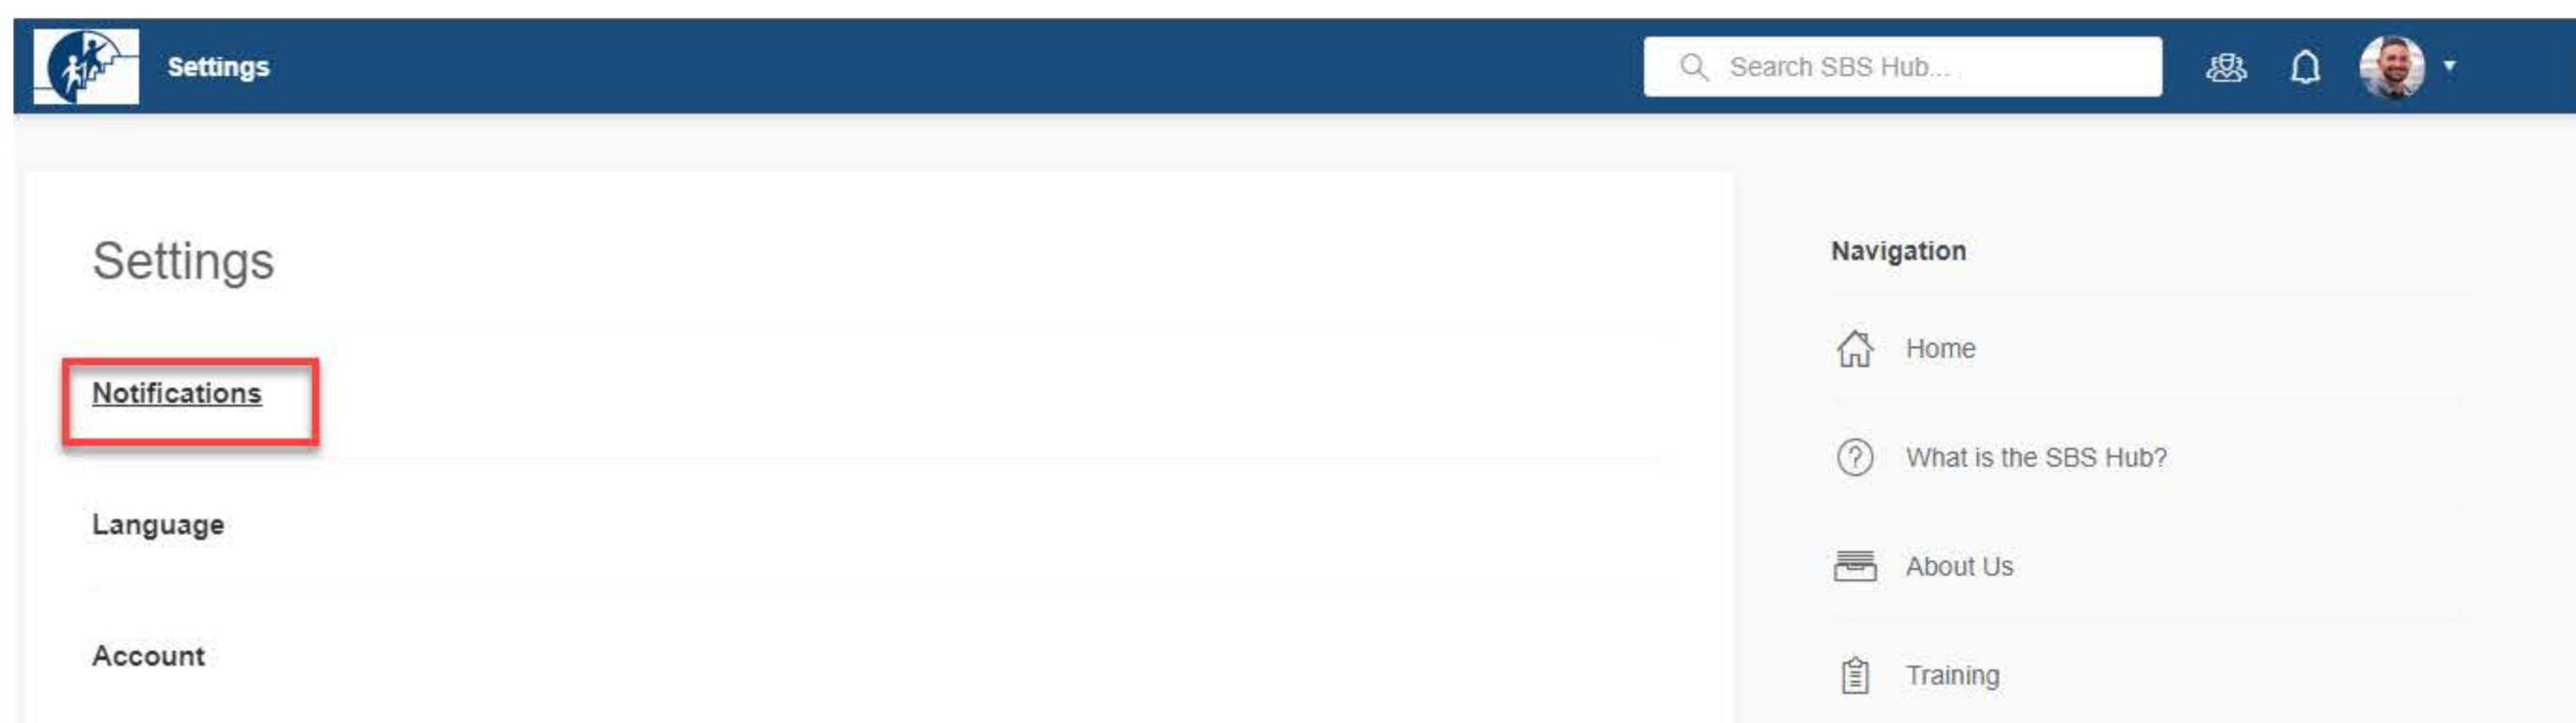 Settings
Search SBS Hub...
Settings
Notifications
Language
Account
Navigation
Home
What is the SBS Hub?
About Us
Training